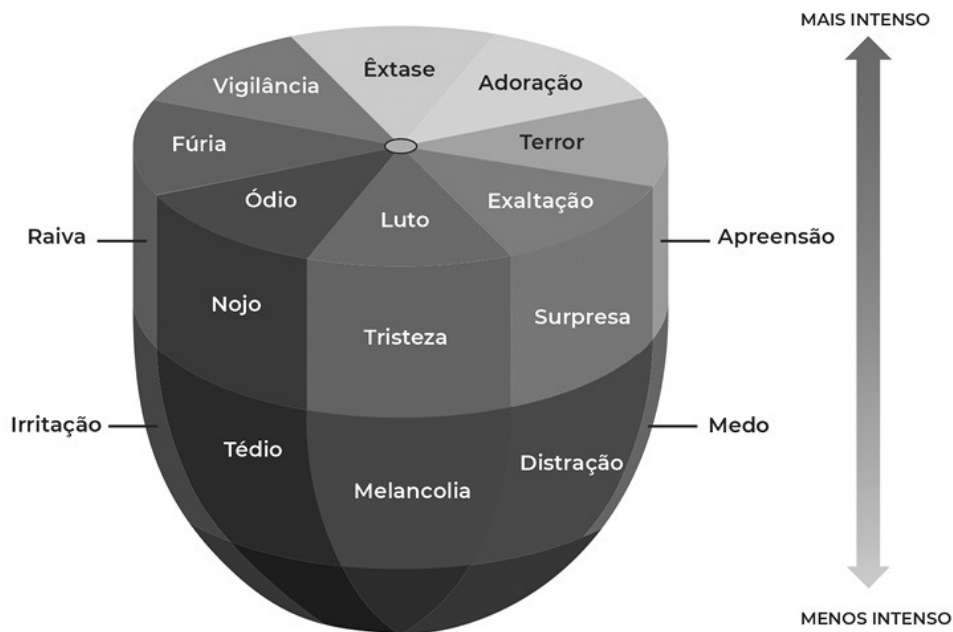 MAIS INTENSO
Êxtase
Vigilância
Adoração
Fúria
Terror
Ódio
Luto
Exaltação
Raiva
Apreensão
Nojo
Tristeza
Surpresa
Irritação
Medo
Tédio
Melancolia
Distração
MENOS INTENSO